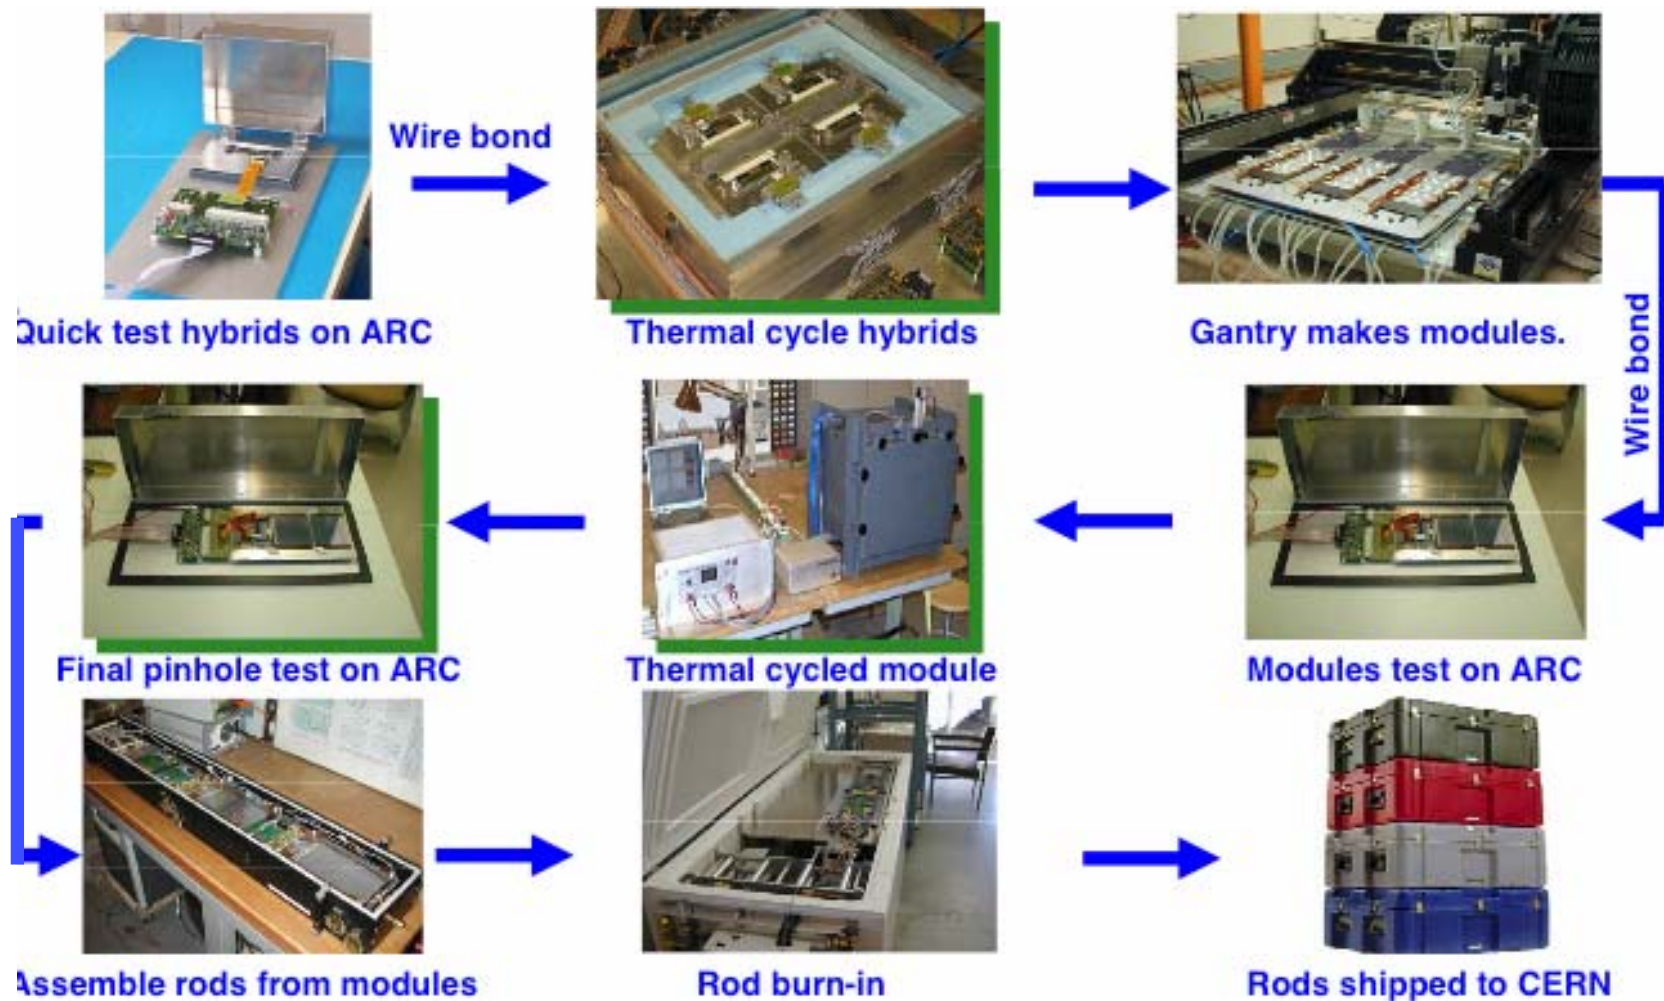 Wire bond
Quick test hybrids on ARC
Thermal cycle hybrids
Gantry makes modules.
Wire bond
Final pinhole test on ARC
Thermal cycled module
Modules test on ARC
Assemble rods from modules
Rod burn-in
Rods shipped to CERN